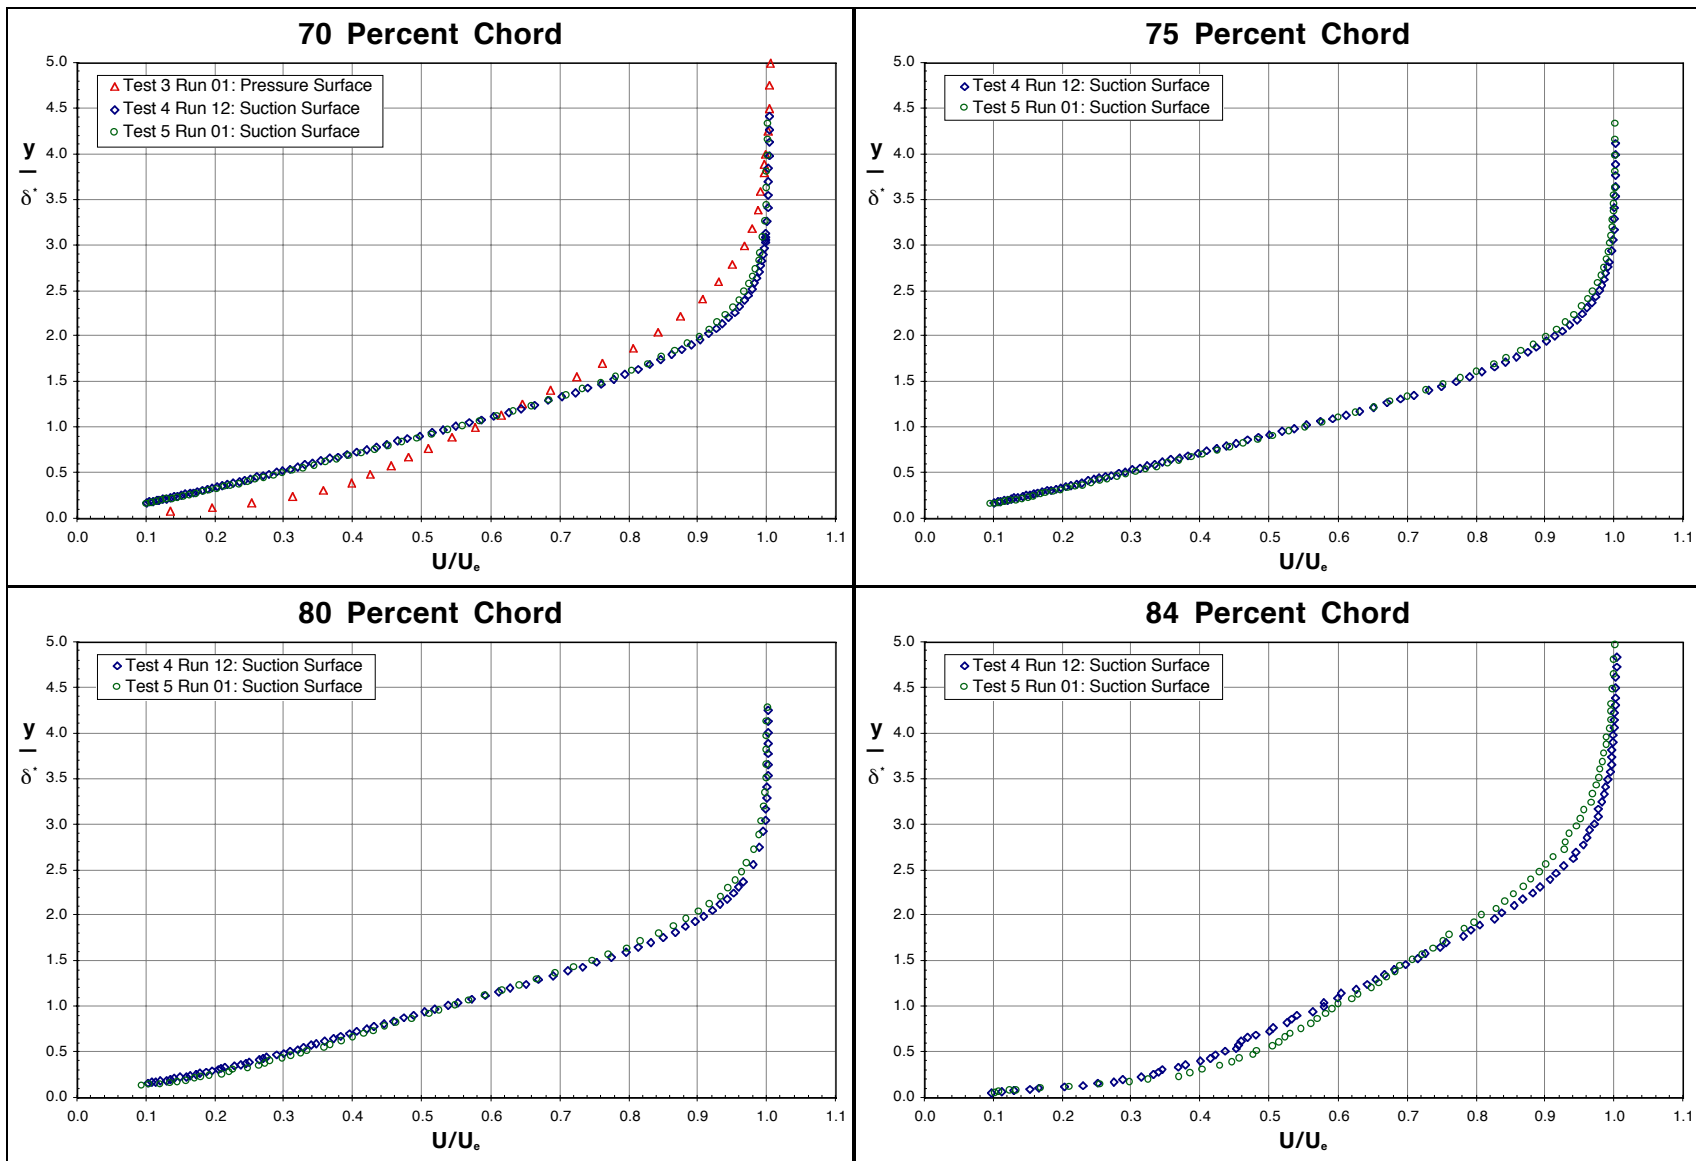 70 Percent Chord
5.0
4.5
4.0
3.5
3.0
2.5
2.0
1.5
1.0
0.5
0.0
y
δ*
Test 3 Run 01: Pressure Surface
Test 4 Run 12: Suction Surface
Test 5 Run 01: Suction Surface
0.0 0.1 0.2 0.3 0.4 0.5 0.6 0.7 0.8 0.9 1.0 1.1
U/Ue
75 Percent Chord
5.0
4.5
4.0
3.5
3.0
2.5
2.0
1.5
1.0
0.5
0.0
y
δ*
Test 4 Run 12: Suction Surface
Test 5 Run 01: Suction Surface
0.0 0.1 0.2 0.3 0.4 0.5 0.6 0.7 0.8 0.9 1.0 1.1
U/Ue
80 Percent Chord
5.0
4.5
4.0
3.5
3.0
2.5
2.0
1.5
1.0
0.5
0.0
y
δ*
Test 4 Run 12: Suction Surface
Test 5 Run 01: Suction Surface
0.0 0.1 0.2 0.3 0.4 0.5 0.6 0.7 0.8 0.9 1.0 1.1
U/Ue
84 Percent Chord
5.0
4.5
4.0
3.5
3.0
2.5
2.0
1.5
1.0
0.5
0.0
y
δ*
Test 4 Run 12: Suction Surface
Test 5 Run 01: Suction Surface
0.0 0.1 0.2 0.3 0.4 0.5 0.6 0.7 0.8 0.9 1.0 1.1
U/Ue